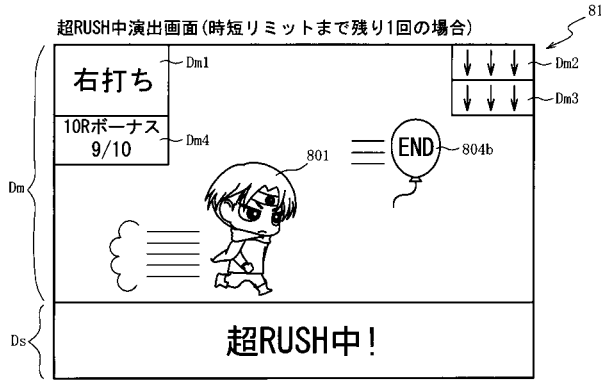 超RUSH中演出画面(時短リミットまで残り1回の場合)
81
右打ち
Dm1
Dm2
Dm3
10Rボーナス
9/10
Dm4
END
804b
801
Dm
Ds
超RUSH中!